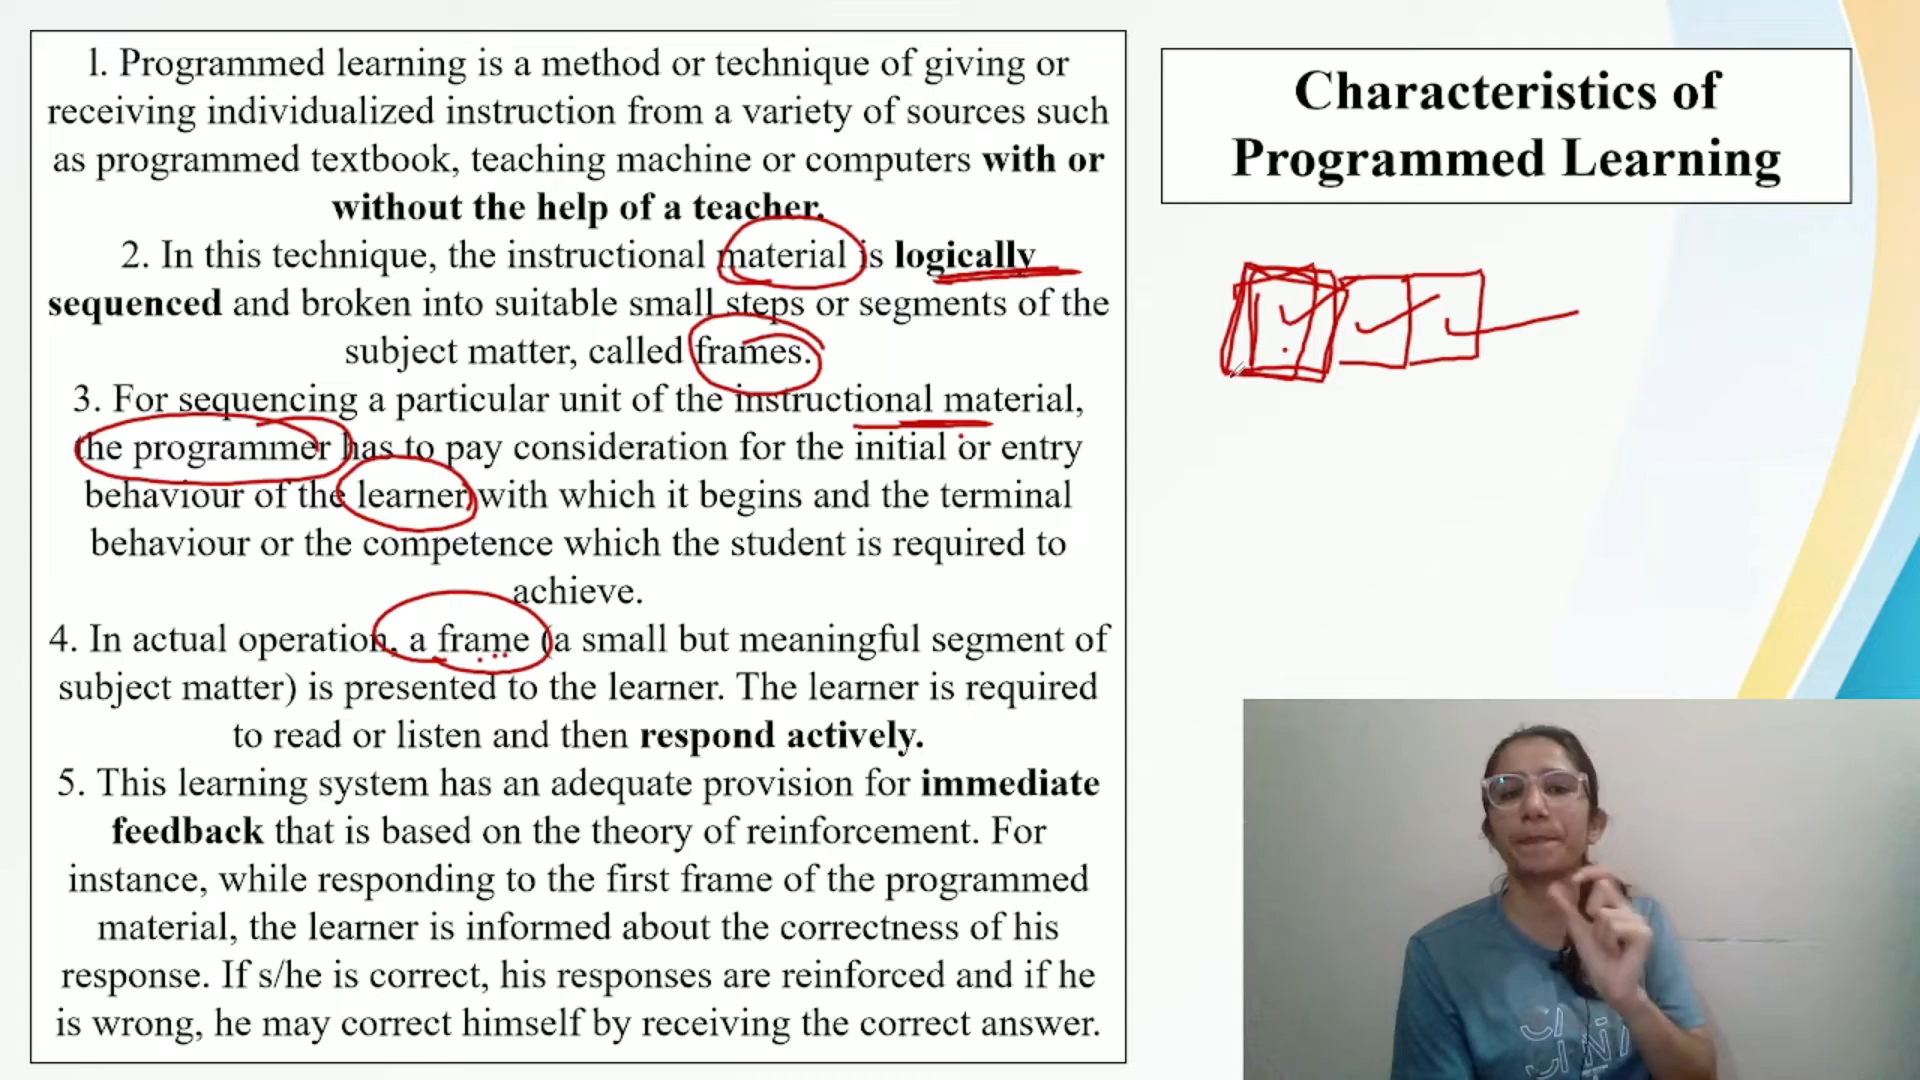 l. Programmed learning is a method or technique of giving or
receiving individualized instruction from a variety of sources such
as programmed textbook, teaching machine or computers with or
without the help of a teacher.
2. In this technique, the instructional material is logically
sequenced and broken into suitable small steps or segments of the
subject matter, called frames.
3. For sequencing a particular unit of the instructional material,
the programmer has to pay consideration for the initial or entry
behaviour of the learner with which it begins and the terminal
behaviour or the competence which the student is required to
achieve.
4. In actual operation, a frame (a small but meaningful segment of
subject matter) is presented to the learner. The learner is required
to read or listen and then respond actively.
5. This learning system has an adequate provision for immediate
feedback that is based on the theory of reinforcement. For
instance, while responding to the first frame of the programmed
material, the learner is informed about the correctness of his
response. If s/he is correct, his responses are reinforced and if he
is wrong, he may correct himself by receiving the correct answer.
Characteristics of
Programmed Learning